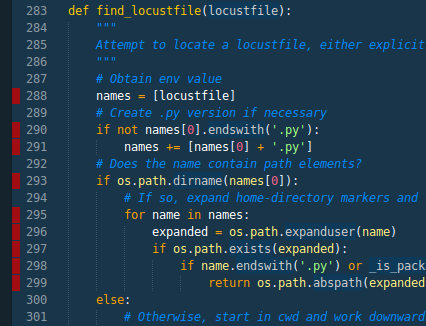 283 def find_locustfile(locustfile):
284 """
285 Attempt to locate a locustfile, either explicit
286 """
287 # Obtain env value
288 names = [locustfile]
289 # Create .py version if necessary
290 if not names[0].endswith('.py'):
291 names += [names[0] + '.py']
292 # Does the name contain path elements?
293 if os.path.dirname(names[0]):
294 # If so, expand home-directory markers and
295 for name in names:
296 expanded = os.path.expanduser(name)
297 if os.path.exists(expanded):
298 if name.endswith('.py') or _is_pack
299 return os.path.abspath(expanded
300 else:
301 # Otherwise, start in cwd and work downward